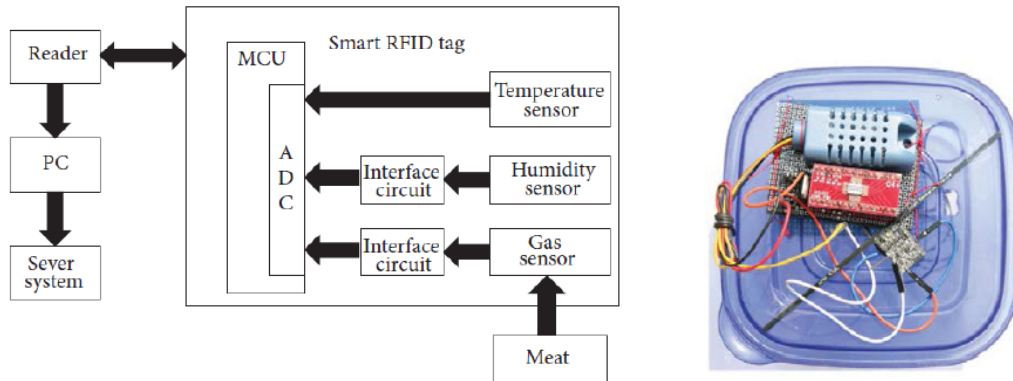 Reader
PC
Sever
system
Smart RFID tag
MCU
A
D
C
Temperature
sensor
Interface
circuit
Humidity
sensor
Interface
circuit
Gas
sensor
Meat